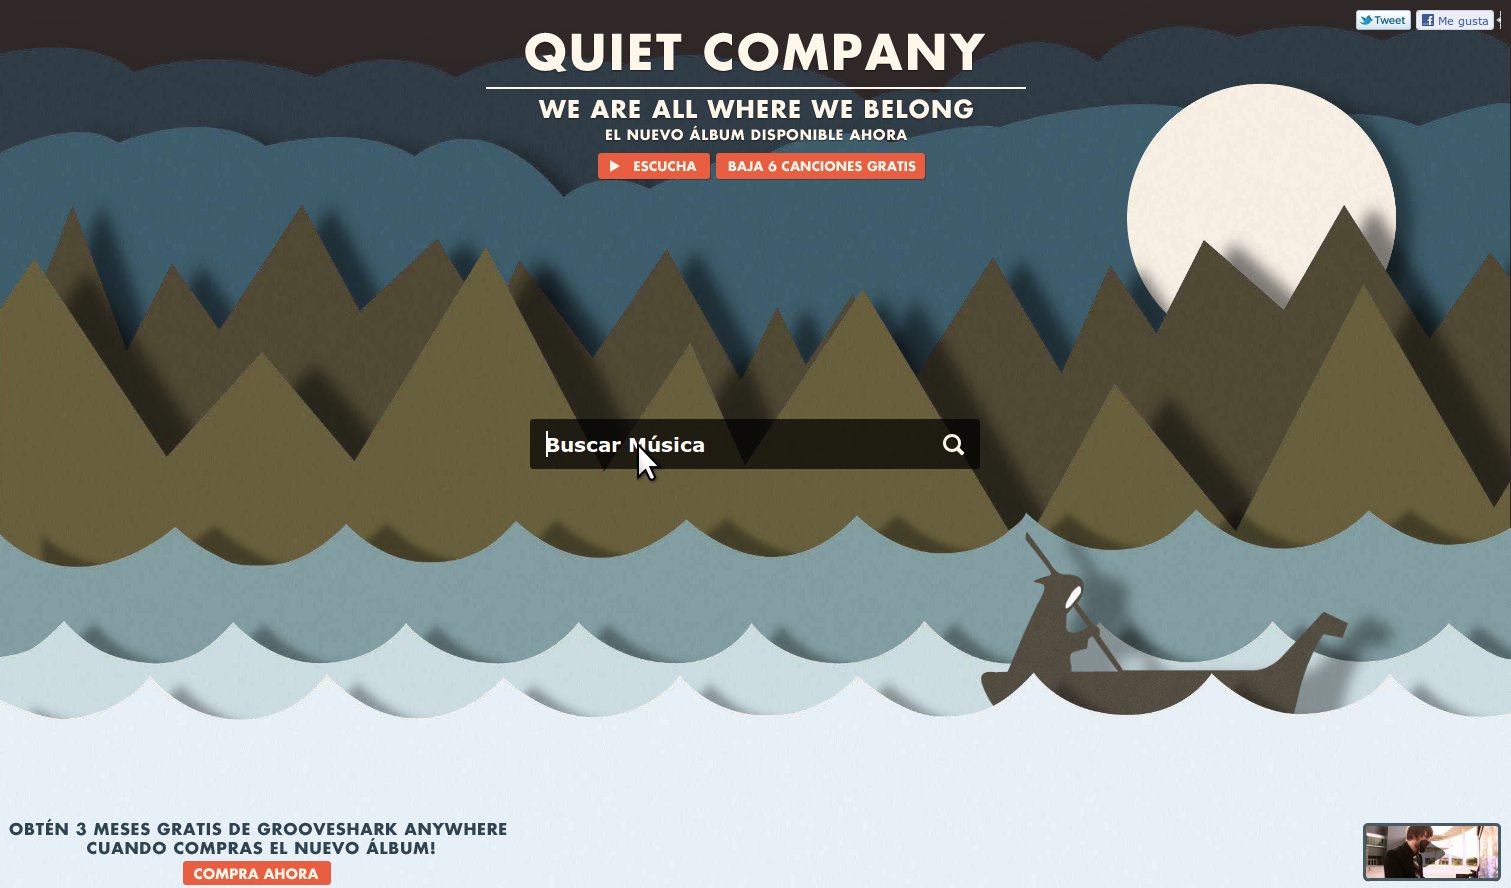 Tweet
Me gusta
QUIET COMPANY
WE ARE ALL WHERE WE BELONG
EL NUEVO ÁLBUM DISPONIBLE AHORA
ESCUCHA
BAJA 6 CANCIONES GRATIS
Buscar Música
OBTÉN 3 MESES GRATIS DE GROOVESHARK ANYWHERE
CUANDO COMPRAS EL NUEVO ÁLBUM!
COMPRA AHORA